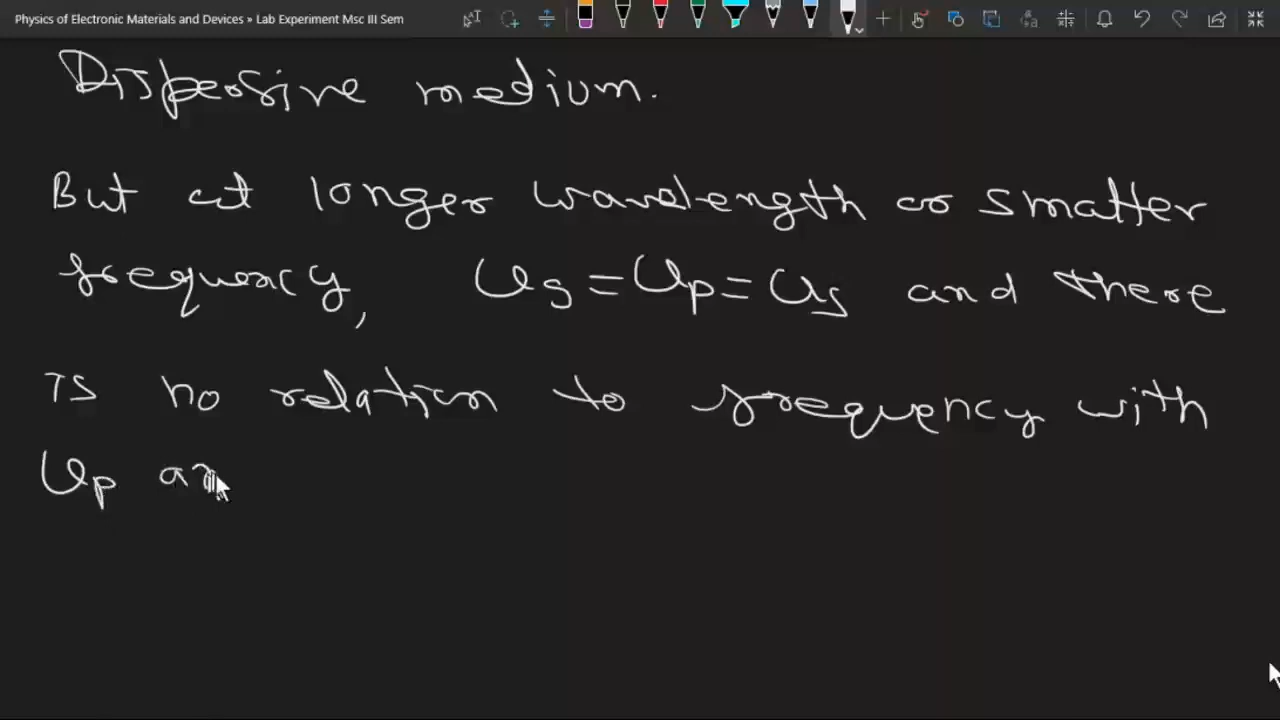 Physics of Electronic Materials and Devices » Lab Experiment Msc III Sem
Dispersive medium.
But at longer wavelength or smaller
frequency, Ug = Up = Us and there
is no relation to frequency with
Up an